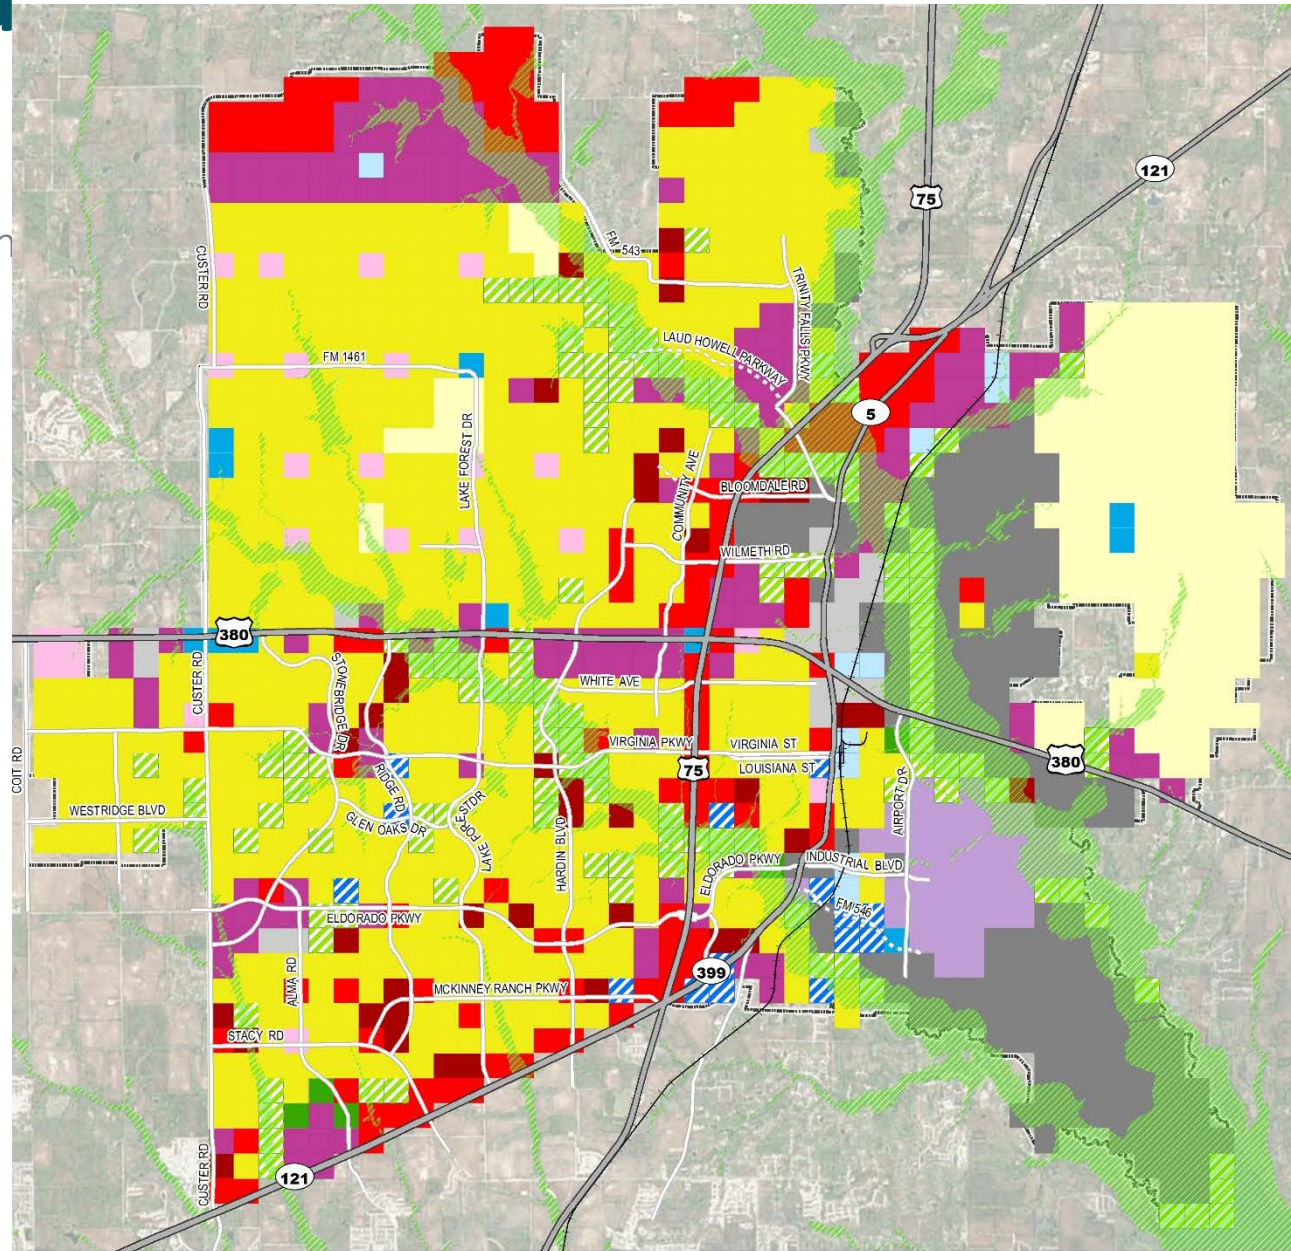 75
121
CUSTER RD
FM 543
TRINITY FALLS PKWY
LAUD HOWELL PARKWAY
FM 1461
5
LAKE FOREST DR
COMMUNITY AVE
BLOOMDALE RD
WILMETH RD
380
STONEBRIDGE DR
CUSTER RD
WHITE AVE
COIT RD
VIRGINIA PKWY
VIRGINIA ST
LOUISIANA ST
75
380
RIDGE RD
AIRPORT DR
WESTRIDGE BLVD
GLEN OAKS DR
LAKE FOREST DR
HARDIN BLVD
ELDORADO PKWY
INDUSTRIAL BLVD
FM 546
ELDORADO PKWY
399
ALMA RD
MCKINNEY RANCH PKWY
STACY RD
CUSTER RD
121